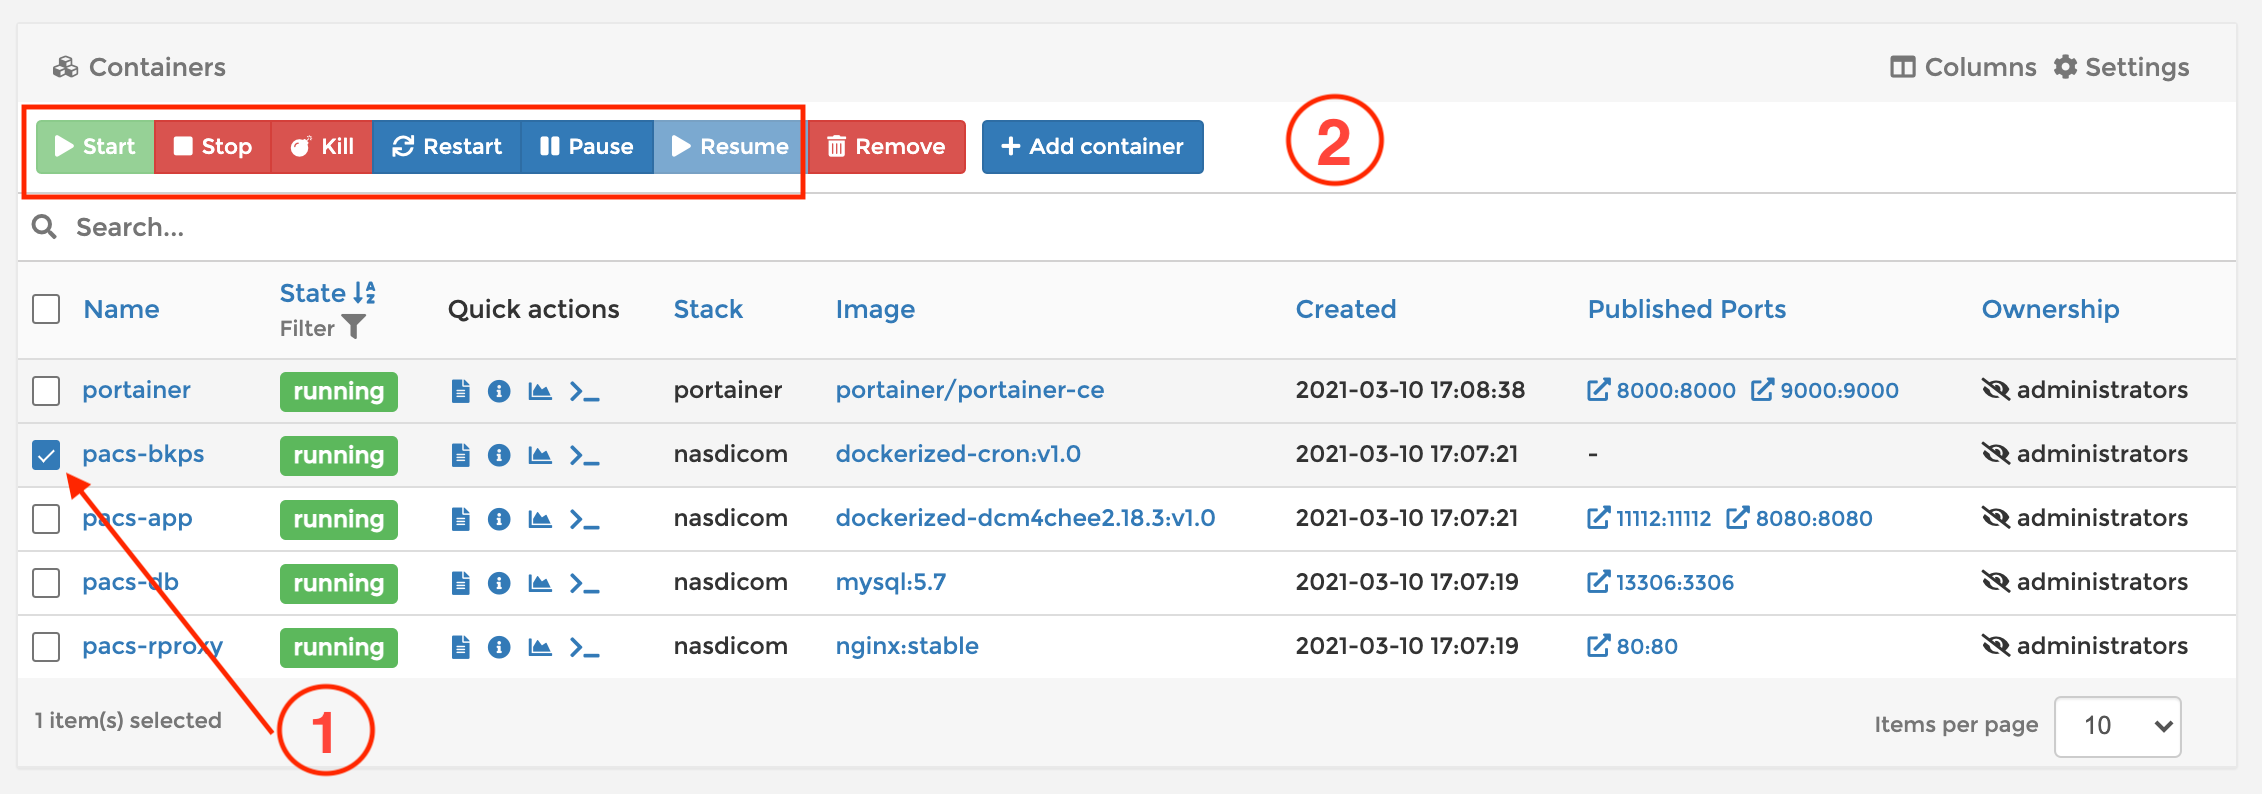 Containers Columns Settings
Start Stop Kill Restart Pause Resume Remove + Add container 2
Search...
Name State Filter Quick actions Stack Image Created Published Ports Ownership
portainer running portainer portainer/portainer-ce 2021-03-10 17:08:38 8000:8000 9000:9000 administrators
pacs-bkps running nasdicom dockerized-cron:v1.0 2021-03-10 17:07:21 - administrators
pacs-app running nasdicom dockerized-dcm4chee2.18.3:v1.0 2021-03-10 17:07:21 11112:11112 8080:8080 administrators
pacs-db running nasdicom mysql:5.7 2021-03-10 17:07:19 13306:3306 administrators
pacs-rproxy running nasdicom nginx:stable 2021-03-10 17:07:19 80:80 administrators
1 item(s) selected 1 Items per page 10